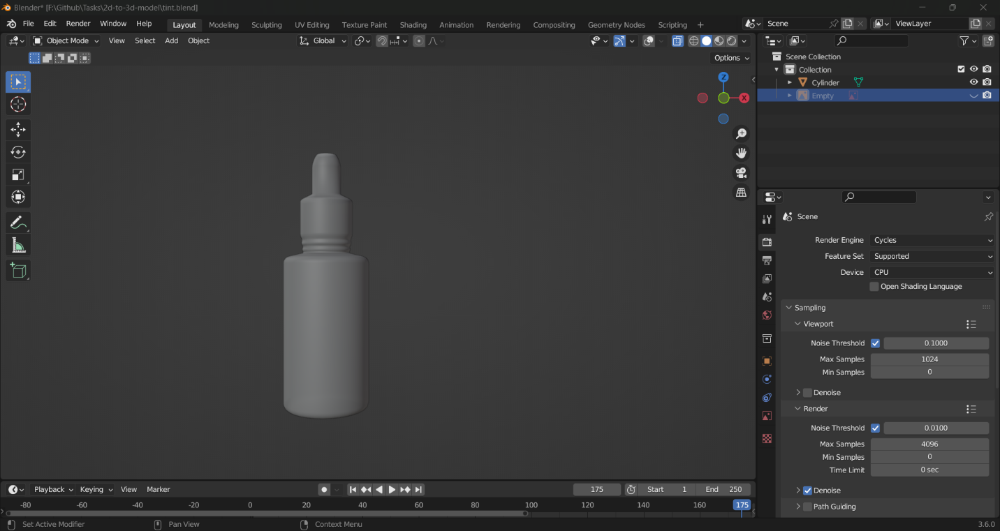 Blender* [F:\Github\Tasks\2d-to-3d-model\tint.blend]
File Edit Render Window Help Layout Modeling Sculpting UV Editing Texture Paint Shading Animation Rendering Compositing Geometry Nodes Scripting + Scene ViewLayer
Object Mode View Select Add Object Global
Options
Z
X
Scene Collection
Collection
Cylinder
Empty
Scene
Render Engine Cycles
Feature Set Supported
Device CPU
Open Shading Language
Sampling
Viewport
Noise Threshold 0.1000
Max Samples 1024
Min Samples 0
Denoise
Render
Noise Threshold 0.0100
Max Samples 4096
Min Samples 0
Time Limit 0 sec
Denoise
Path Guiding
Playback Keying View Marker 175 Start 1 End 250
-80 -60 -40 -20 0 20 40 60 80 100 120 140 160 175
Set Active Modifier Pan View Context Menu 3.6.0